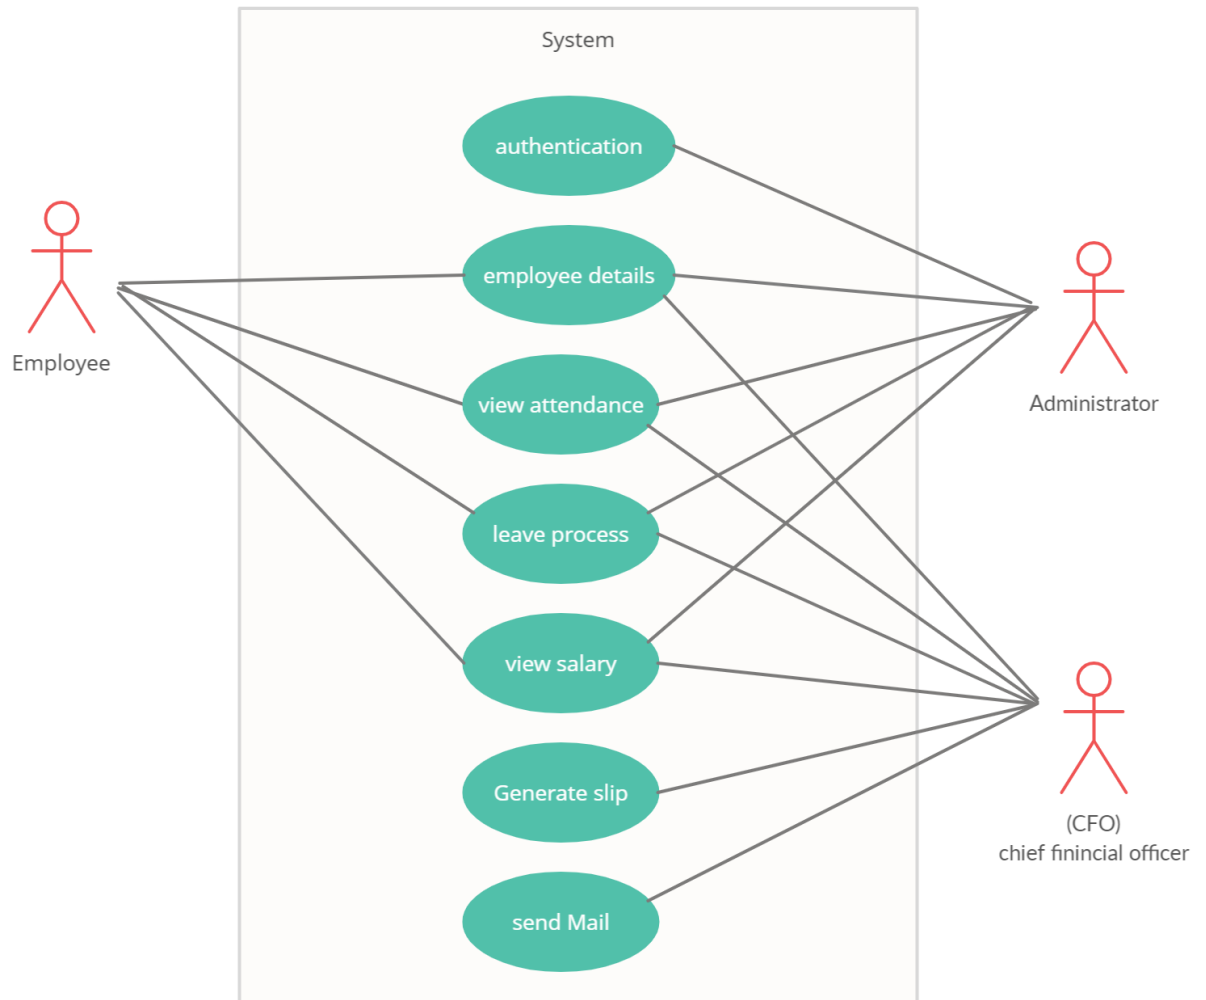 System
authentication
employee details
Employee
view attendance
Administrator
leave process
view salary
Generate slip
(CFO)
chief finincial officer
send Mail